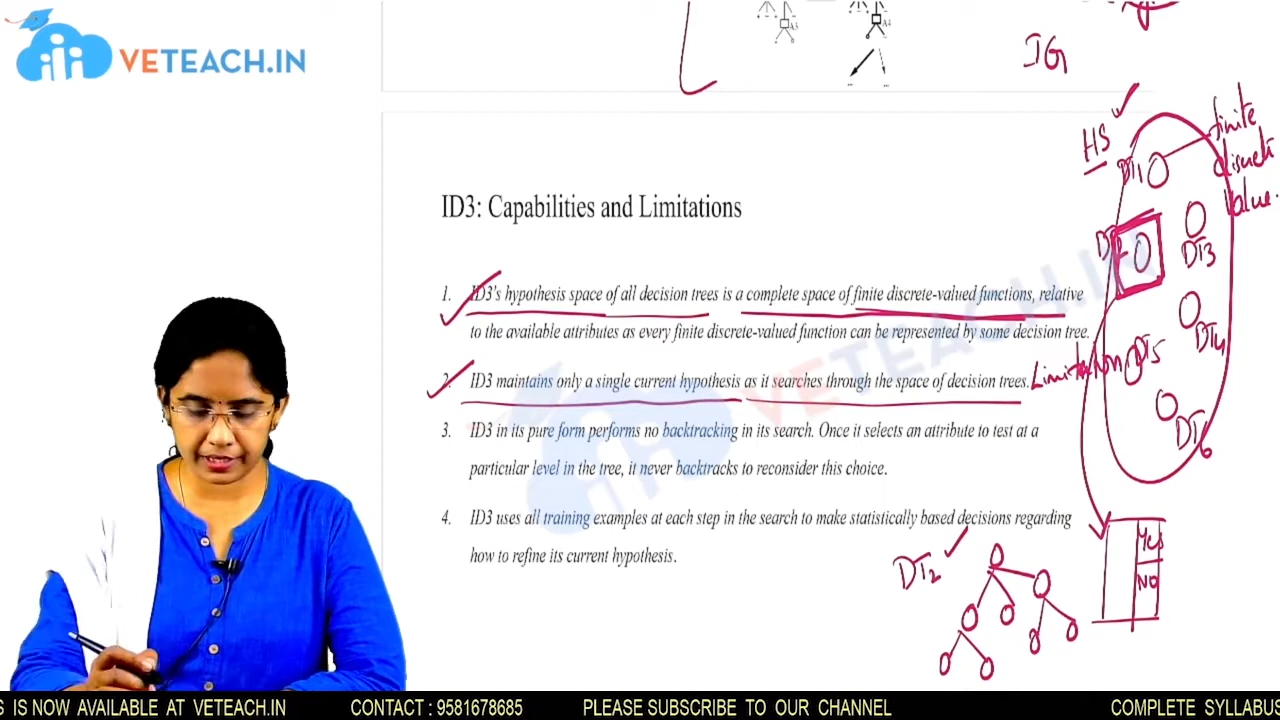 VETEACH.IN
A3
A4
IG
HS
finite
discrete
value.
DT1
DT2
DT3
DT4
DT5
DT6
ID3: Capabilities and Limitations
1. ID3's hypothesis space of all decision trees is a complete space of finite discrete-valued functions, relative
to the available attributes as every finite discrete-valued function can be represented by some decision tree.
2. ID3 maintains only a single current hypothesis as it searches through the space of decision trees. Limitation
3. ID3 in its pure form performs no backtracking in its search. Once it selects an attribute to test at a
particular level in the tree, it never backtracks to reconsider this choice.
4. ID3 uses all training examples at each step in the search to make statistically based decisions regarding
how to refine its current hypothesis.
DT2
Yes
NO
VETEACH.IN
S IS NOW AVAILABLE AT VETEACH.IN CONTACT : 9581678685 PLEASE SUBSCRIBE TO OUR CHANNEL COMPLETE SYLLABUS